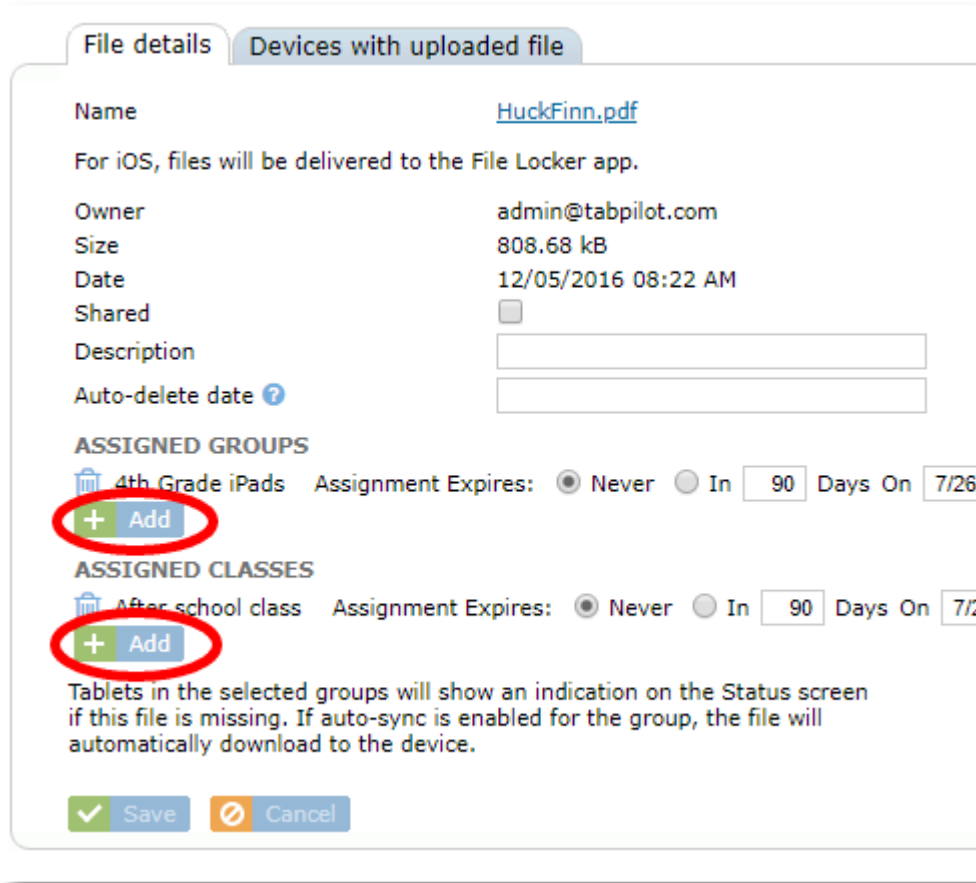 File details Devices with uploaded file
Name HuckFinn.pdf
For iOS, files will be delivered to the File Locker app.
Owner admin@tabpilot.com
Size 808.68 kB
Date 12/05/2016 08:22 AM
Shared
Description
Auto-delete date ?
ASSIGNED GROUPS
4th Grade iPads Assignment Expires: Never In 90 Days On 7/26
+ Add
ASSIGNED CLASSES
After school class Assignment Expires: Never In 90 Days On
+ Add
Tablets in the selected groups will show an indication on the Status screen
if this file is missing. If auto-sync is enabled for the group, the file will
automatically download to the device.
Save Cancel